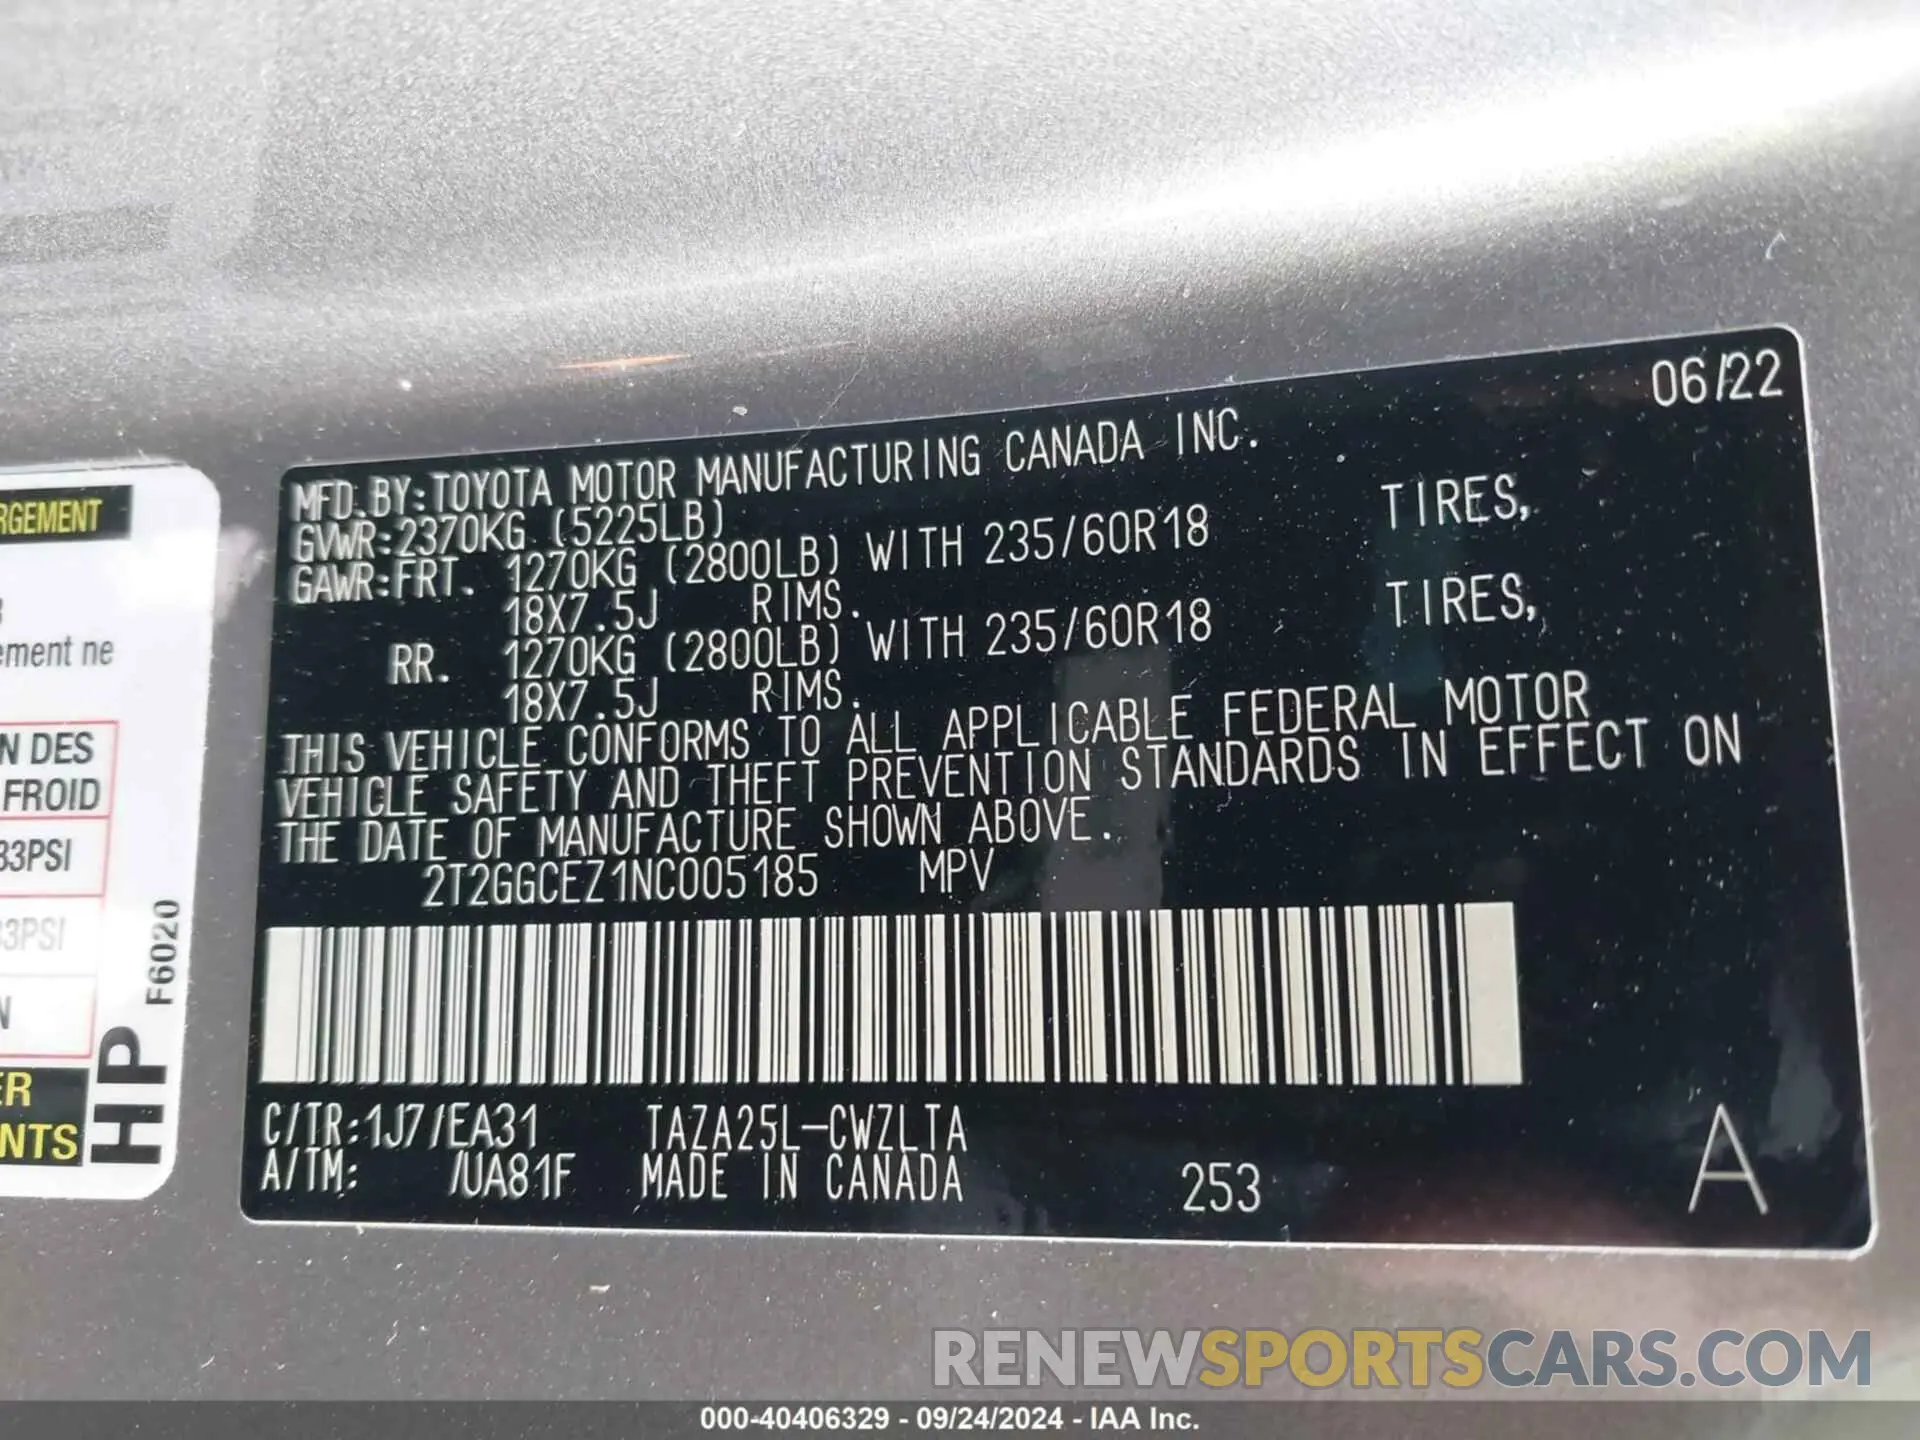 RGEMENT
ement ne
N DES
FROID
33PSI
33PSI
N
ER
NTS
HP
F6020
06/22
MFD.BY:TOYOTA MOTOR MANUFACTURING CANADA INC.
GVWR:2370KG (5225LB)
GAWR:FRT. 1270KG (2800LB) WITH 235/60R18 TIRES,
18X7.5J RIMS.
RR. 1270KG (2800LB) WITH 235/60R18 TIRES,
18X7.5J RIMS.
THIS VEHICLE CONFORMS TO ALL APPLICABLE FEDERAL MOTOR
VEHICLE SAFETY AND THEFT PREVENTION STANDARDS IN EFFECT ON
THE DATE OF MANUFACTURE SHOWN ABOVE.
2T2GGCEZ1NC005185 MPV
C/TR:1J7/EA31 TAZA25L-CWZLTA
A/TM: /UA81F MADE IN CANADA 253 A
RENEWSPORTSCARS.COM
000-40406329 - 09/24/2024 - IAA Inc.